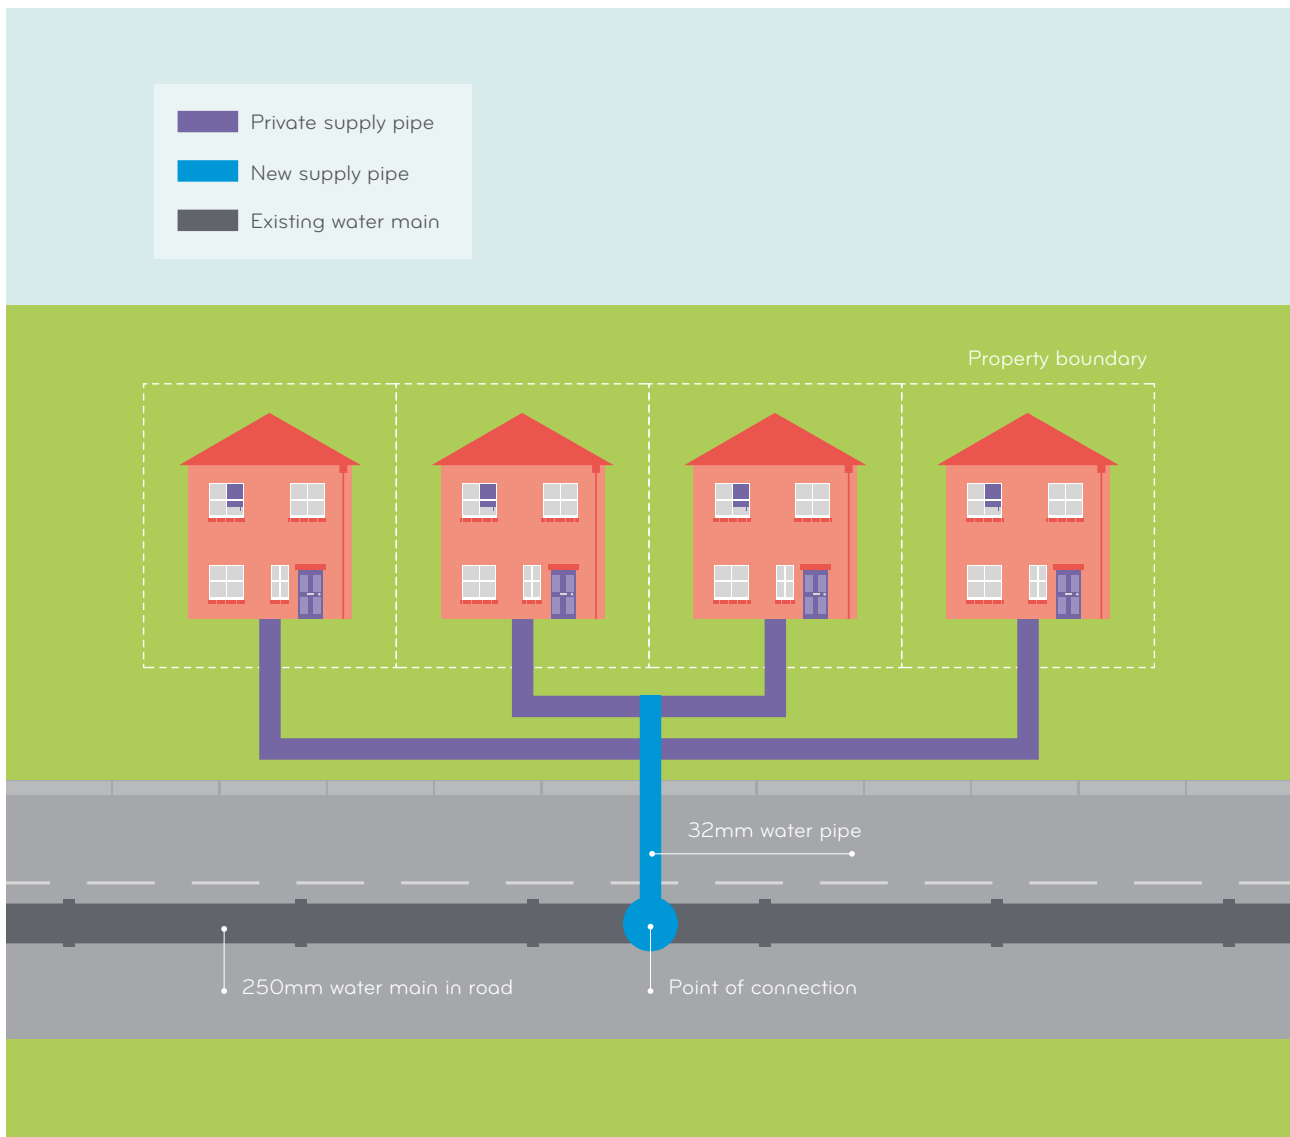 Private supply pipe
New supply pipe
Existing water main
Property boundary
32mm water pipe
250mm water main in road
Point of connection